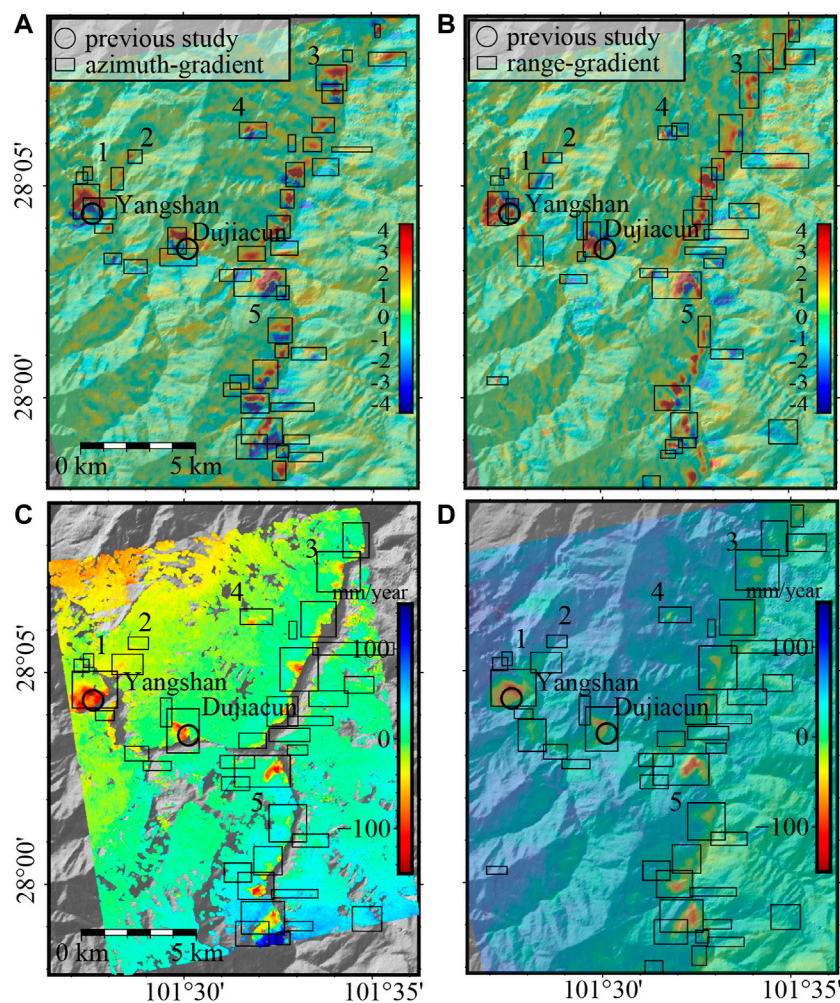 A
previous study
azimuth-gradient
3
4
1
2
Yangshan
Dujiacun
5
4
3
2
1
0
-1
-2
-3
-4
0 km
5 km
28°05'
28°00'
B
previous study
range-gradient
3
4
1
2
Yangshan
Dujiacun
5
4
3
2
1
0
-1
-2
-3
-4
101°35'
C
3
mm/year
4
1
2
Yangshan
Dujiacun
5
100
0
−100
0 km
5 km
28°05'
28°00'
101°30'
101°35'
D
3
mm/year
4
1
2
Yangshan
Dujiacun
5
100
0
−100
101°30'
101°35'